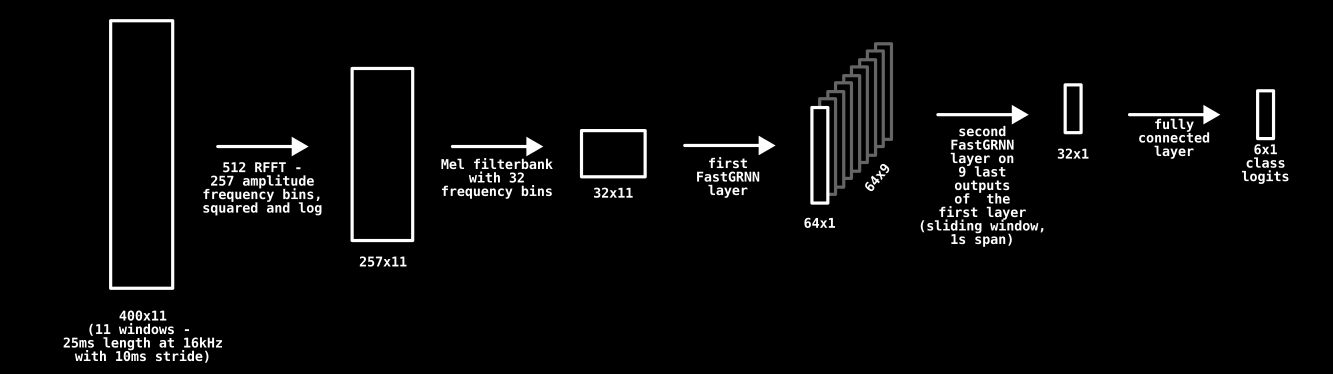 400x11
(11 windows -
25ms length at 16kHz
with 10ms stride)
512 RFFT -
257 amplitude
frequency bins,
squared and log
257x11
Mel filterbank
with 32
frequency bins
32x11
first
FastGRNN
layer
64x1
64x9
second
FastGRNN
layer on
9 last
outputs
of  the
first layer
(sliding window,
1s span)
32x1
fully
connected
layer
6x1
class
logits